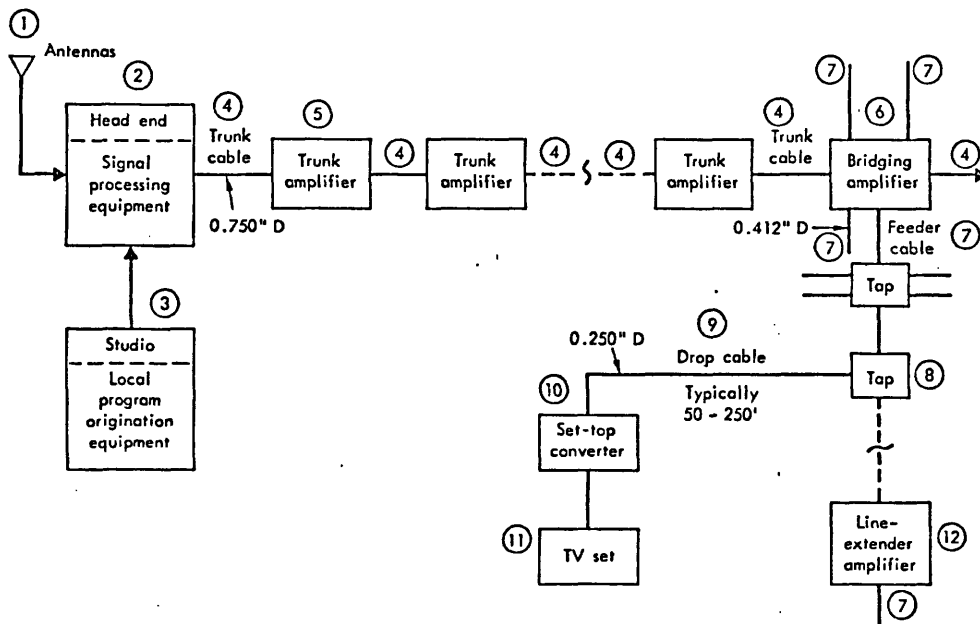 1
Antennas
2
Head end
Signal
processing
equipment
4
Trunk
cable
0.750" D
5
Trunk
amplifier
4
Trunk
amplifier
4
4
Trunk
amplifier
4
Trunk
cable
7
7
6
Bridging
amplifier
4
0.412" D
7
Feeder
cable
7
Tap
3
Studio
Local
program
origination
equipment
9
0.250" D
Drop cable
Typically
50 - 250'
Tap
8
10
Set-top
converter
11
TV set
Line-
extender
amplifier
12
7